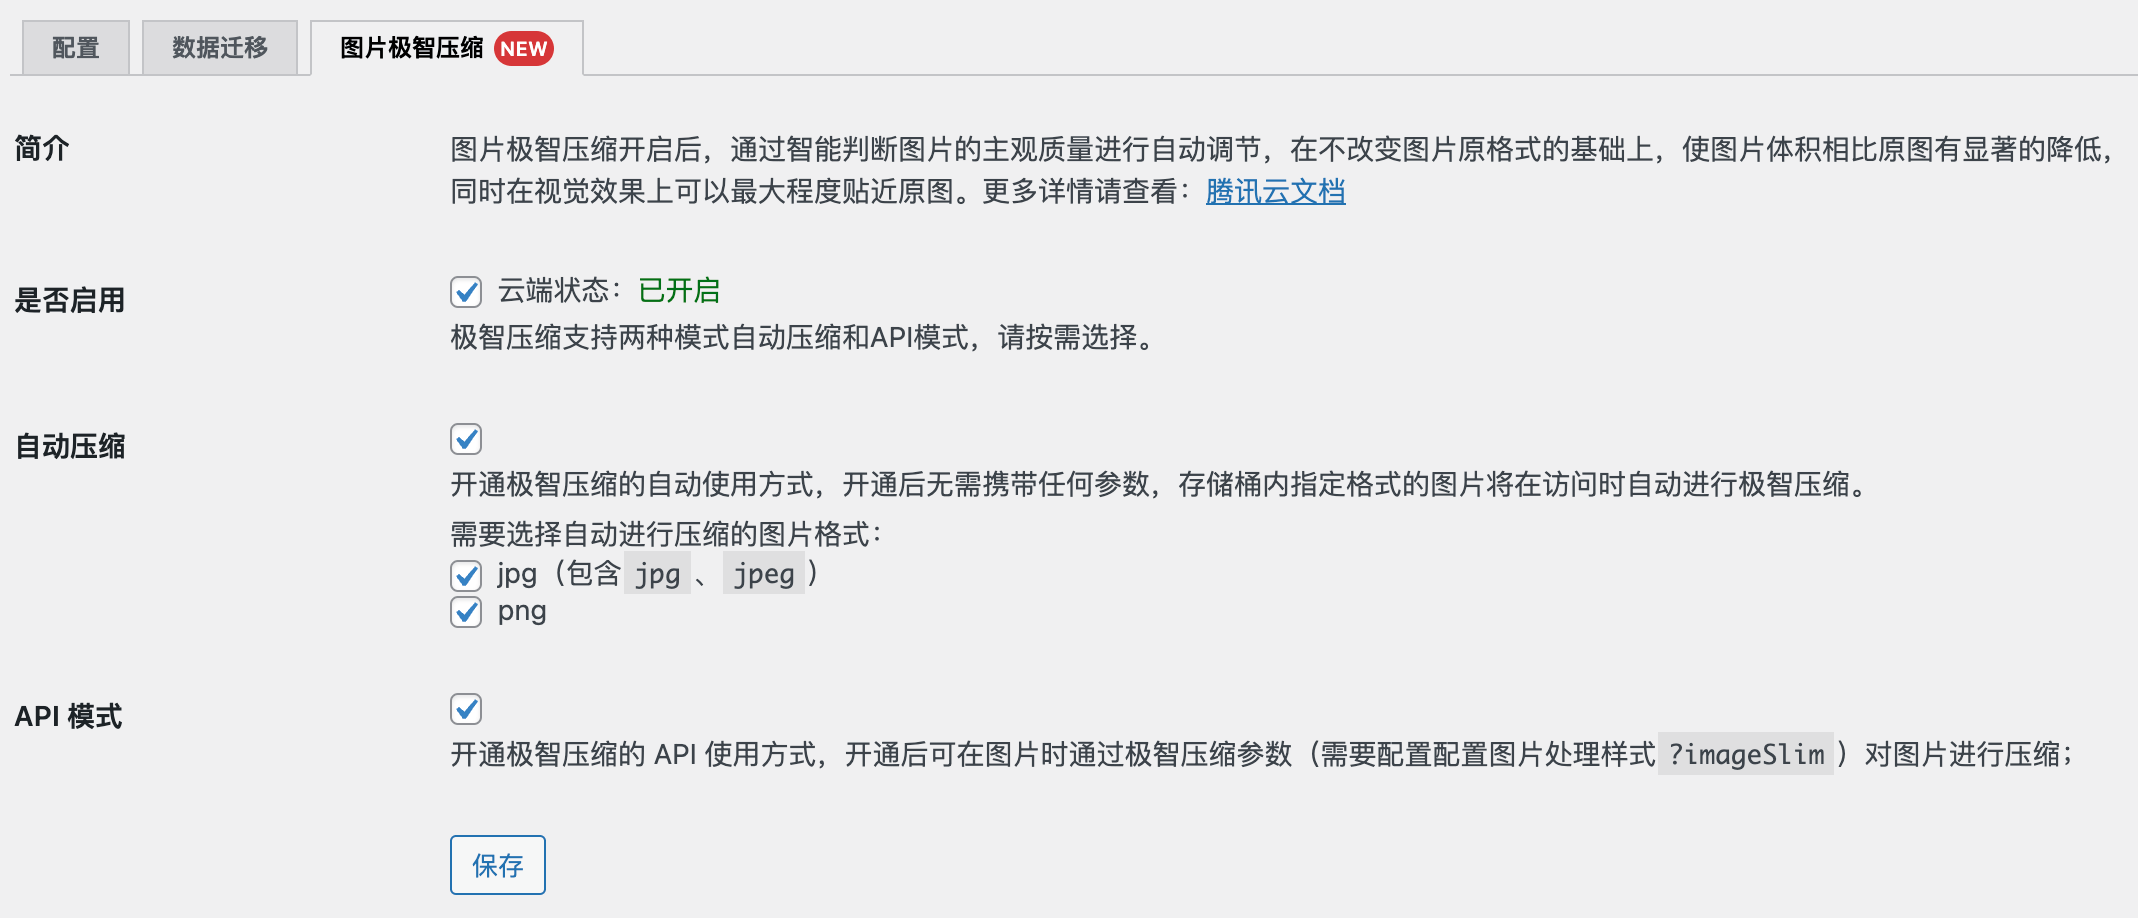 配置
数据迁移
图片极智压缩 NEW
简介
图片极智压缩开启后，通过智能判断图片的主观质量进行自动调节，在不改变图片原格式的基础上，使图片体积相比原图有显著的降低，
同时在视觉效果上可以最大程度贴近原图。更多详情请查看：腾讯云文档
是否启用
云端状态：已开启
极智压缩支持两种模式自动压缩和API模式，请按需选择。
自动压缩
开通极智压缩的自动使用方式，开通后无需携带任何参数，存储桶内指定格式的图片将在访问时自动进行极智压缩。
需要选择自动进行压缩的图片格式：
jpg（包含 jpg 、 jpeg ）
png
API 模式
开通极智压缩的 API 使用方式，开通后可在图片时通过极智压缩参数（需要配置配置图片处理样式 ?imageSlim ）对图片进行压缩；
保存